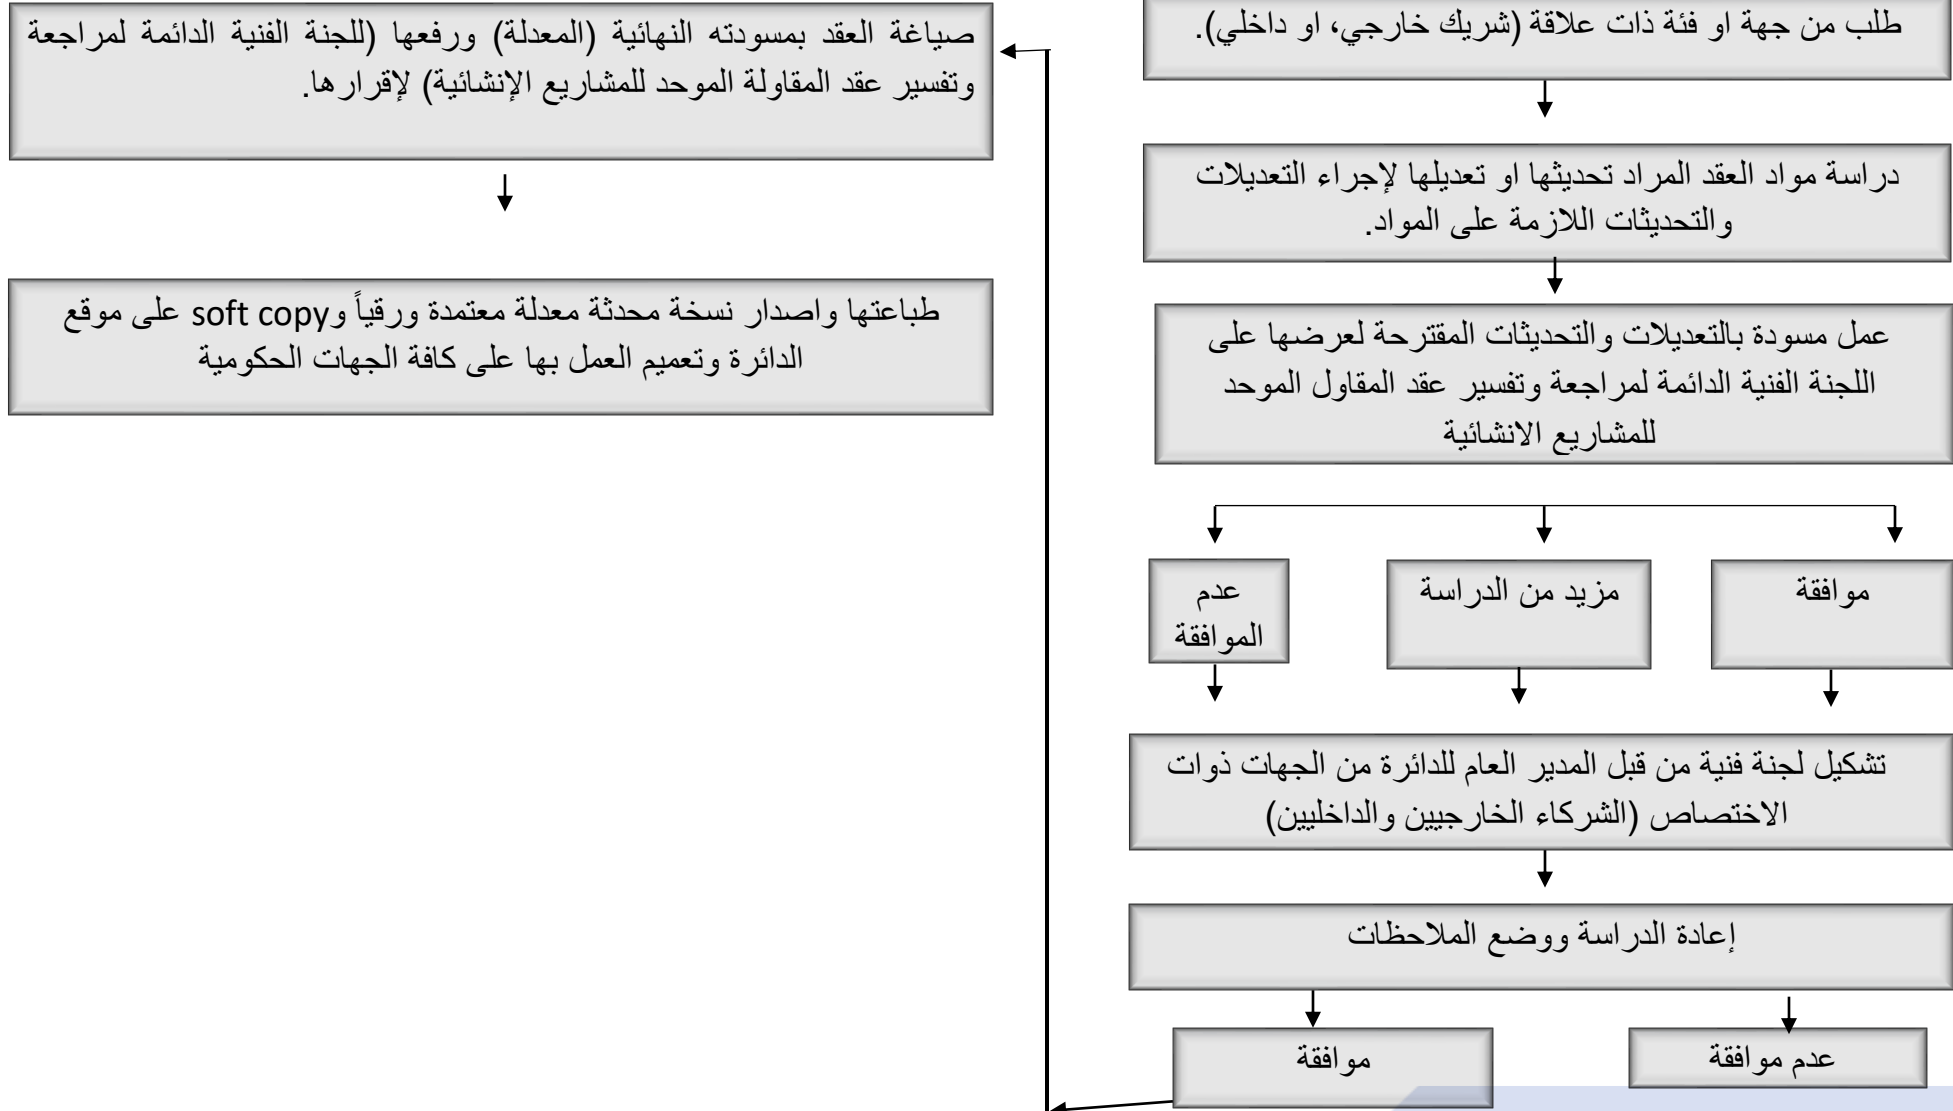 طلب من جهة او فئة ذات علاقة (شريك خارجي، او داخلي).
دراسة مواد العقد المراد تحديثها او تعديلها لإجراء التعديلات
والتحديثات اللازمة على المواد.
عمل مسودة بالتعديلات والتحديثات المقترحة لعرضها على
اللجنة الفنية الدائمة لمراجعة وتفسير عقد المقاول الموحد
للمشاريع الانشائية
موافقة
مزيد من الدراسة
عدم
الموافقة
تشكيل لجنة فنية من قبل المدير العام للدائرة من الجهات ذوات
الاختصاص (الشركاء الخارجيين والداخليين)
إعادة الدراسة ووضع الملاحظات
عدم موافقة
موافقة
صياغة العقد بمسودته النهائية (المعدلة) ورفعها (للجنة الفنية الدائمة لمراجعة
وتفسير عقد المقاولة الموحد للمشاريع الإنشائية) لإقرارها.
طباعتها واصدار نسخة محدثة معدلة معتمدة ورقياً وsoft copy على موقع
الدائرة وتعميم العمل بها على كافة الجهات الحكومية